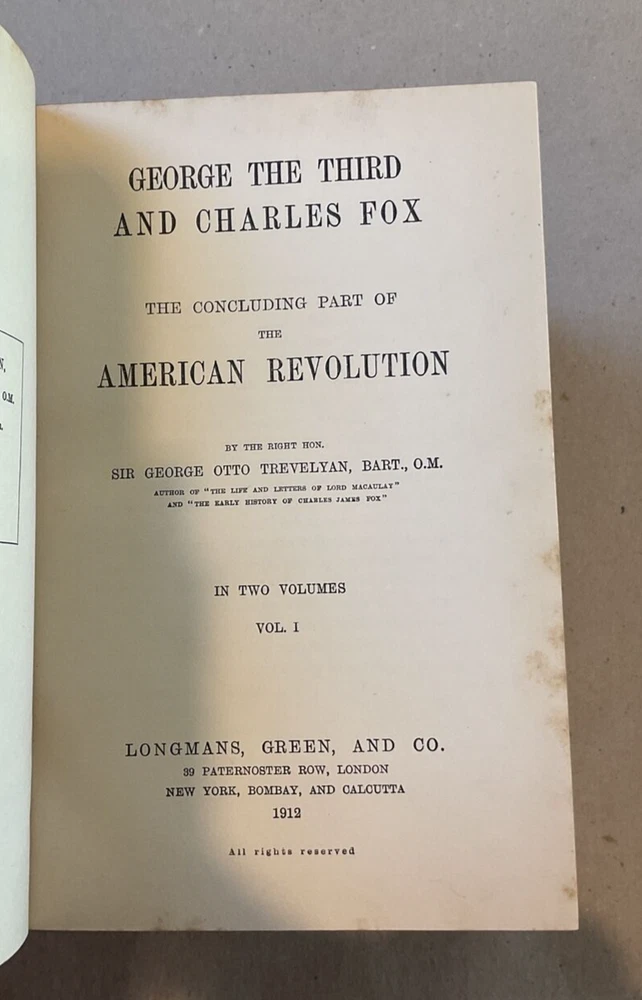 GEORGE THE THIRD
AND CHARLES FOX
THE CONCLUDING PART OF
THE
AMERICAN REVOLUTION
BY THE RIGHT HON.
SIR GEORGE OTTO TREVELYAN, BART., O.M.
AUTHOR OF "THE LIFE AND LETTERS OF LORD MACAULAY"
AND "THE EARLY HISTORY OF CHARLES JAMES FOX"
IN TWO VOLUMES
VOL. I
LONGMANS, GREEN, AND CO.
39 PATERNOSTER ROW, LONDON
NEW YORK, BOMBAY, AND CALCUTTA
1912
All rights reserved
O.M.